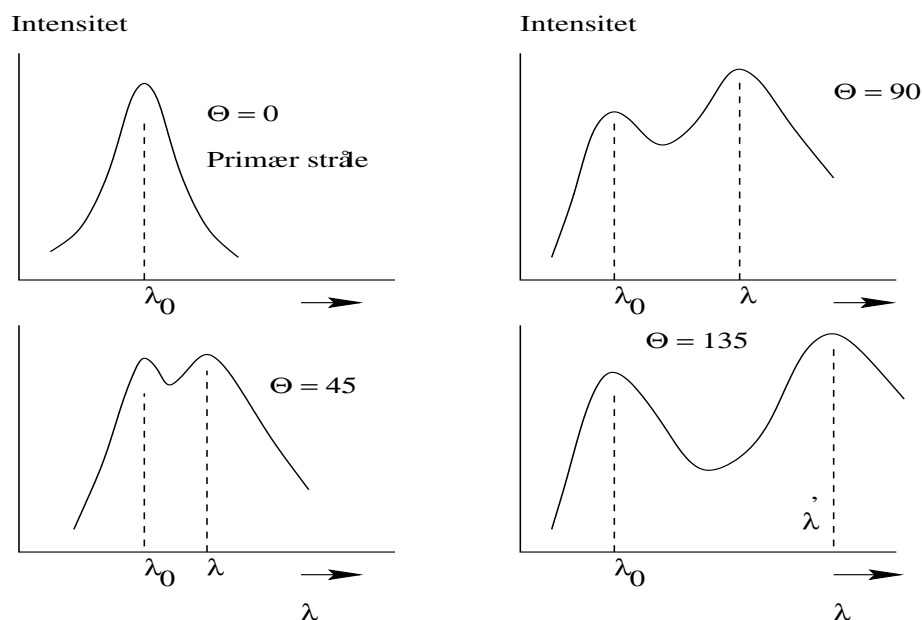 Intensitet
Θ = 0
Primær stråle
λ0
Intensitet
Θ = 90
λ0 λ
Θ = 45
λ0 λ
λ
Θ = 135
λ'
λ0
λ